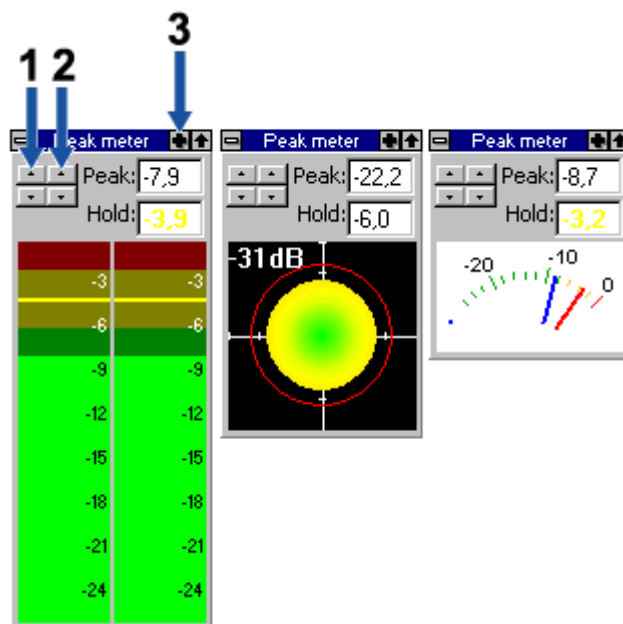 1 2 3
Peak meter
Peak: -7,9
Hold: -3,9
-3 -3
-6 -6
-9 -9
-12 -12
-15 -15
-18 -18
-21 -21
-24 -24
Peak meter
Peak: -22,2
Hold: -6,0
-31dB
Peak meter
Peak: -8,7
Hold: -3,2
-20 -10 0